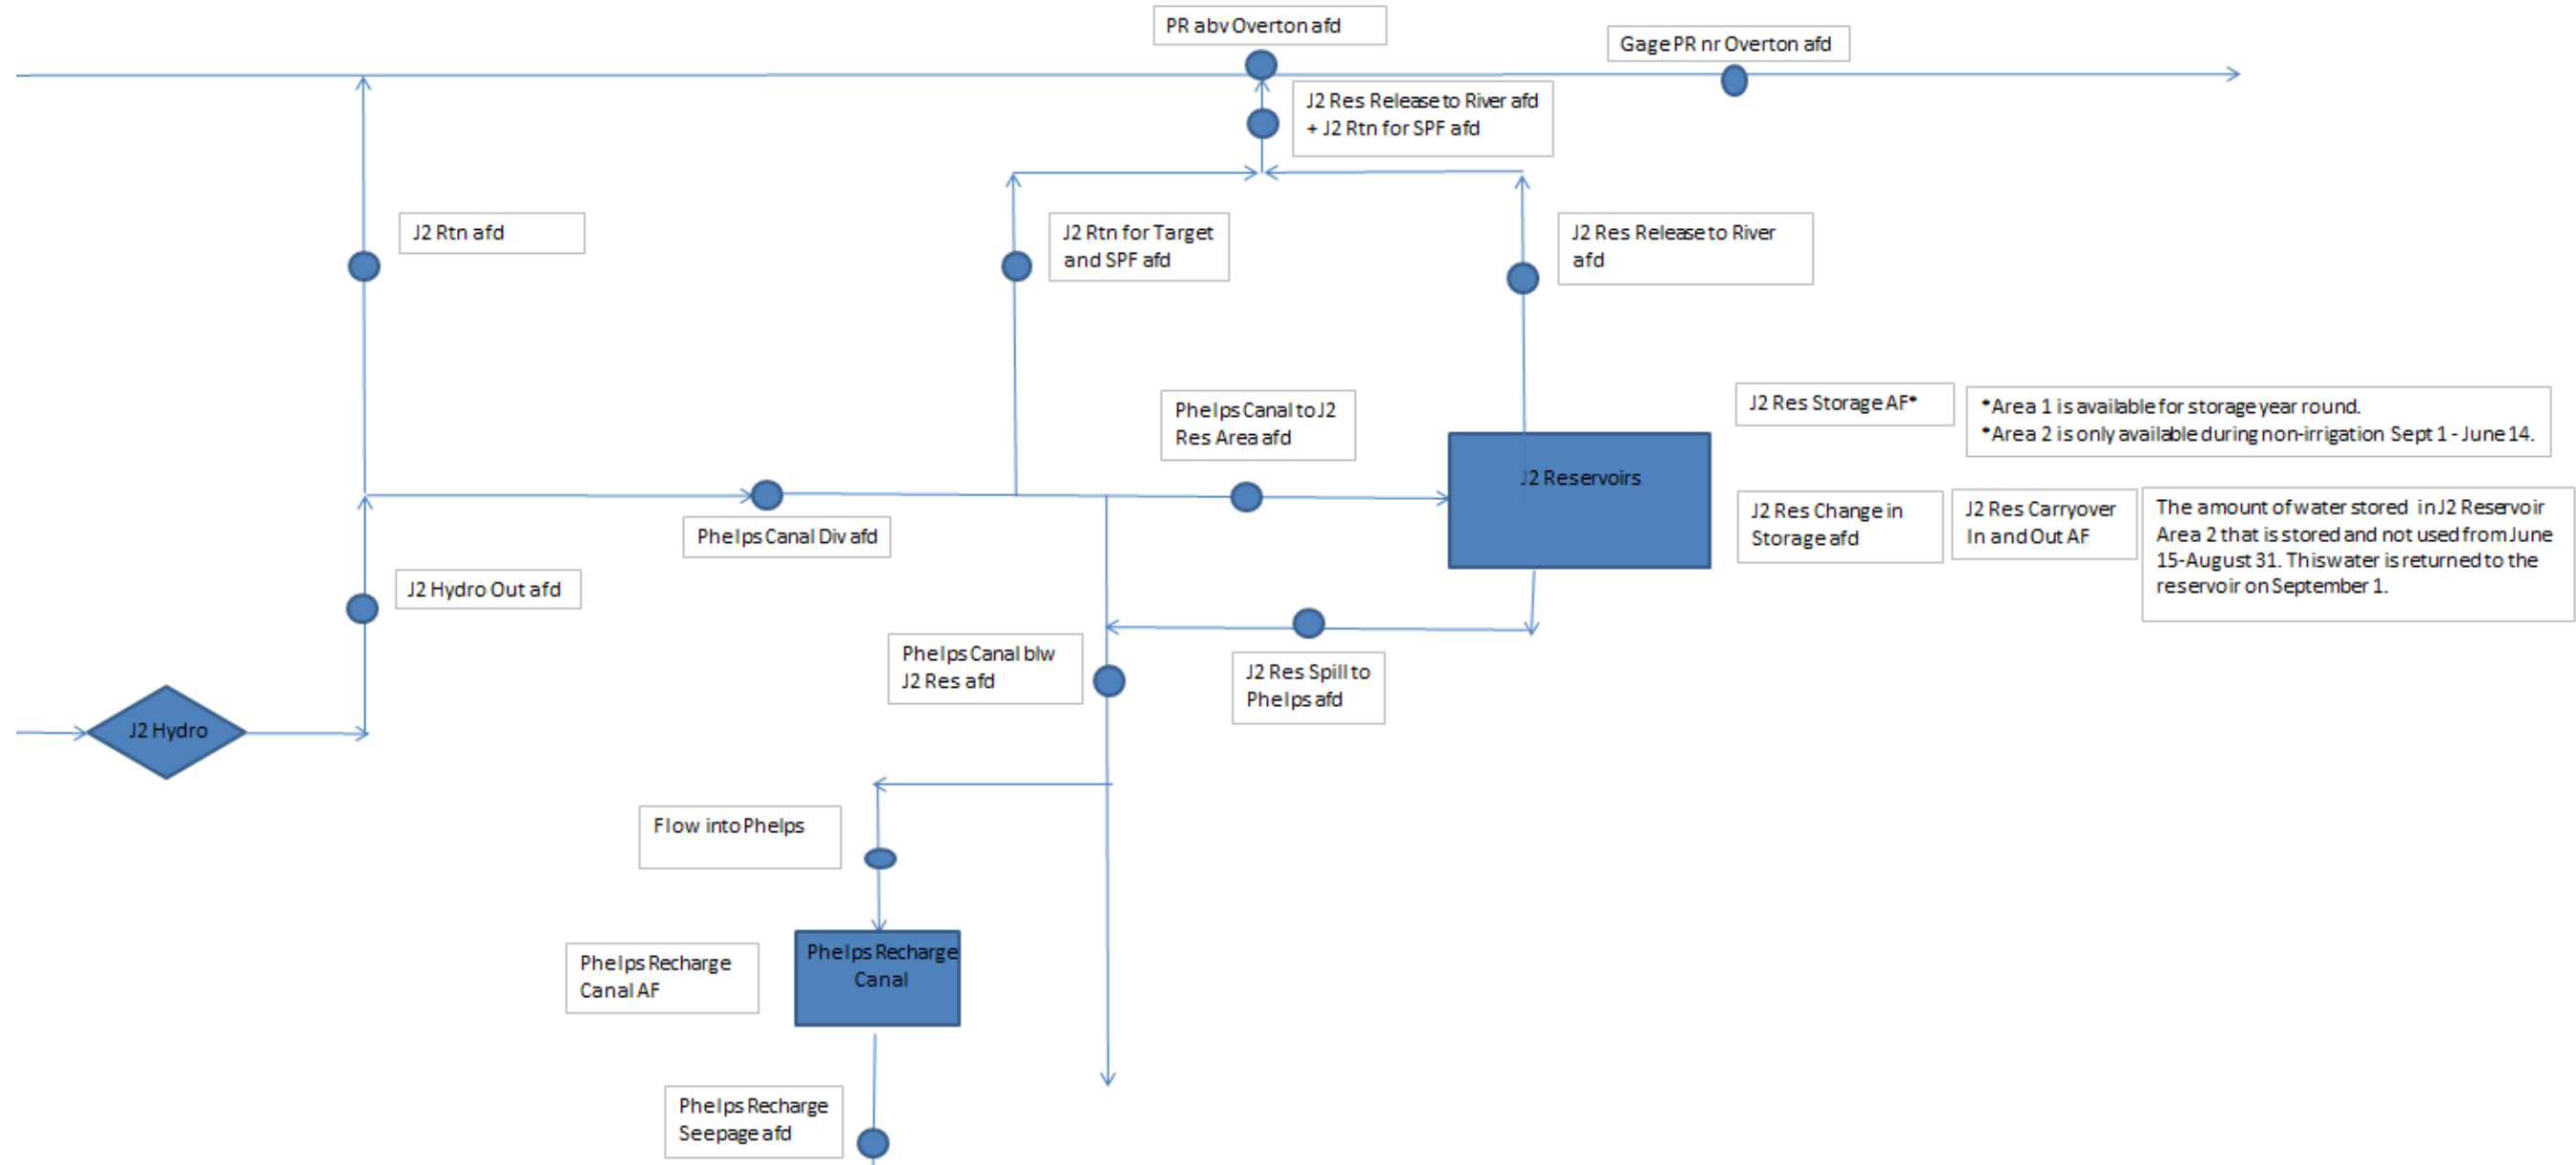 PR abv Overton afd
Gage PR nr Overton afd
J2 Res Release to River afd
+ J2 Rtn for SPF afd
J2 Rtn afd
J2 Rtn for Target
and SPF afd
J2 Res Release to River
afd
Phelps Canal to J2
Res Area afd
J2 Res Storage AF*
*Area 1 is available for storage year round.
*Area 2 is only available during non-irrigation Sept 1 - June 14.
J2 Reservoirs
Phelps Canal Div afd
J2 Res Change in
Storage afd
J2 Res Carryover
In and Out AF
The amount of water stored in J2 Reservoir
Area 2 that is stored and not used from June
15-August 31. This water is returned to the
reservoir on September 1.
J2 Hydro Out afd
Phelps Canal blw
J2 Res afd
J2 Res Spill to
Phelps afd
J2 Hydro
Flow into Phelps
Phelps Recharge
Canal AF
Phelps Recharge
Canal
Phelps Recharge
Seepage afd